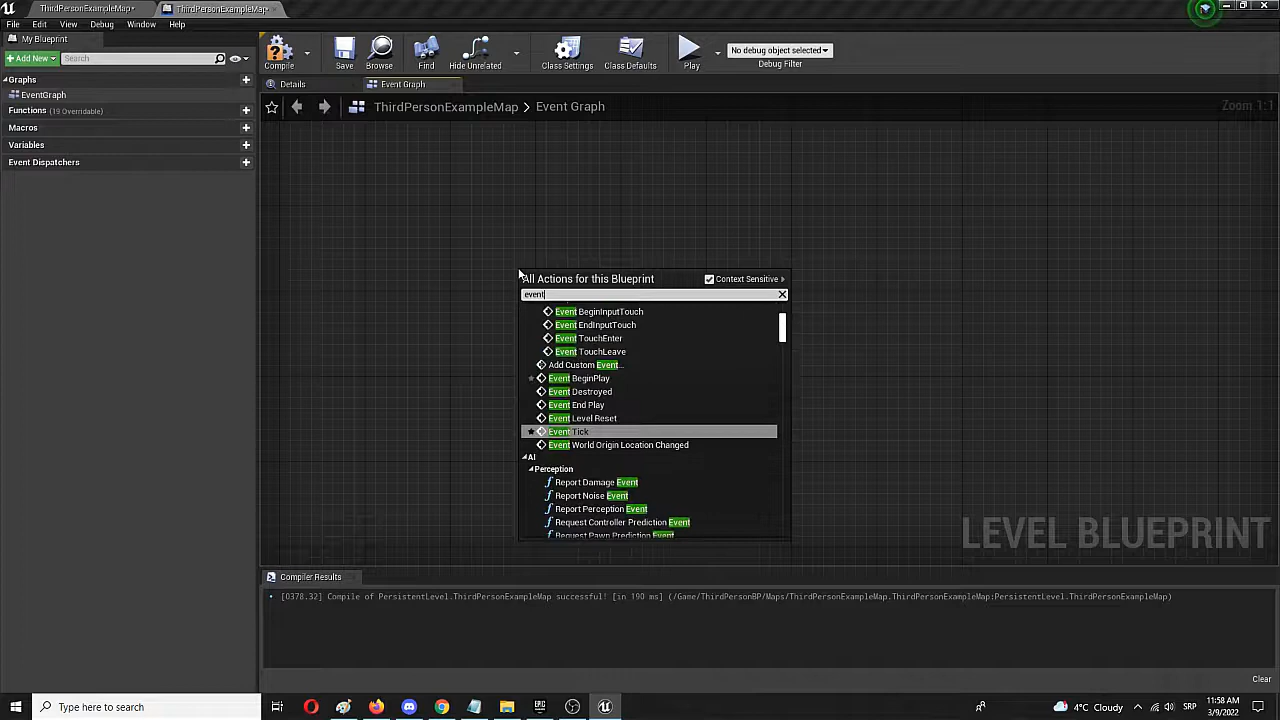 ThirdPersonExampleMap*
ThirdPersonExampleMap*
File Edit View Debug Window Help
My Blueprint
Add New
Search
Compile
Save
Browse
Find
Hide Unrelated
Class Settings
Class Defaults
Play
No debug object selected
Debug Filter
Graphs
EventGraph
Functions (19 Overridable)
Macros
Variables
Event Dispatchers
Details
Event Graph
ThirdPersonExampleMap > Event Graph
Zoom 1:1
All Actions for this Blueprint
Context Sensitive
event
Event BeginInputTouch
Event EndInputTouch
Event TouchEnter
Event TouchLeave
Add Custom Event...
Event BeginPlay
Event Destroyed
Event End Play
Event Level Reset
Event Tick
Event World Origin Location Changed
AI
Perception
Report Damage Event
Report Noise Event
Report Perception Event
Request Controller Prediction Event
Request Pawn Prediction Event
LEVEL BLUEPRINT
Compiler Results
[0378.32] Compile of PersistentLevel.ThirdPersonExampleMap successful! [in 190 ms] (/Game/ThirdPersonBP/Maps/ThirdPersonExampleMap.ThirdPersonExampleMap:PersistentLevel.ThirdPersonExampleMap)
Clear
Type here to search
EPIC
4°C Cloudy
SRP
11:58 AM
3/9/2022